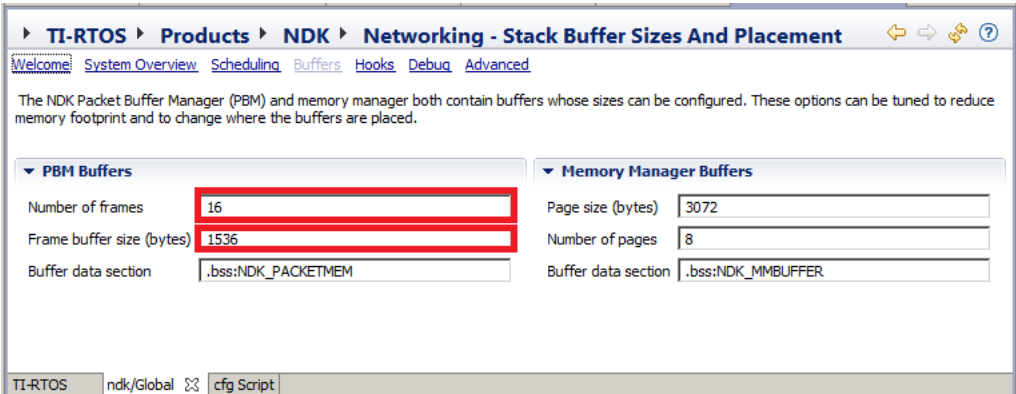 TI-RTOS Products NDK Networking - Stack Buffer Sizes And Placement
Welcome System Overview Scheduling Buffers Hooks Debug Advanced
The NDK Packet Buffer Manager (PBM) and memory manager both contain buffers whose sizes can be configured. These options can be tuned to reduce
memory footprint and to change where the buffers are placed.
PBM Buffers
Number of frames 16
Frame buffer size (bytes) 1536
Buffer data section .bss:NDK_PACKETMEM
Memory Manager Buffers
Page size (bytes) 3072
Number of pages 8
Buffer data section .bss:NDK_MMBUFFER
TI-RTOS ndk/Global cfg Script